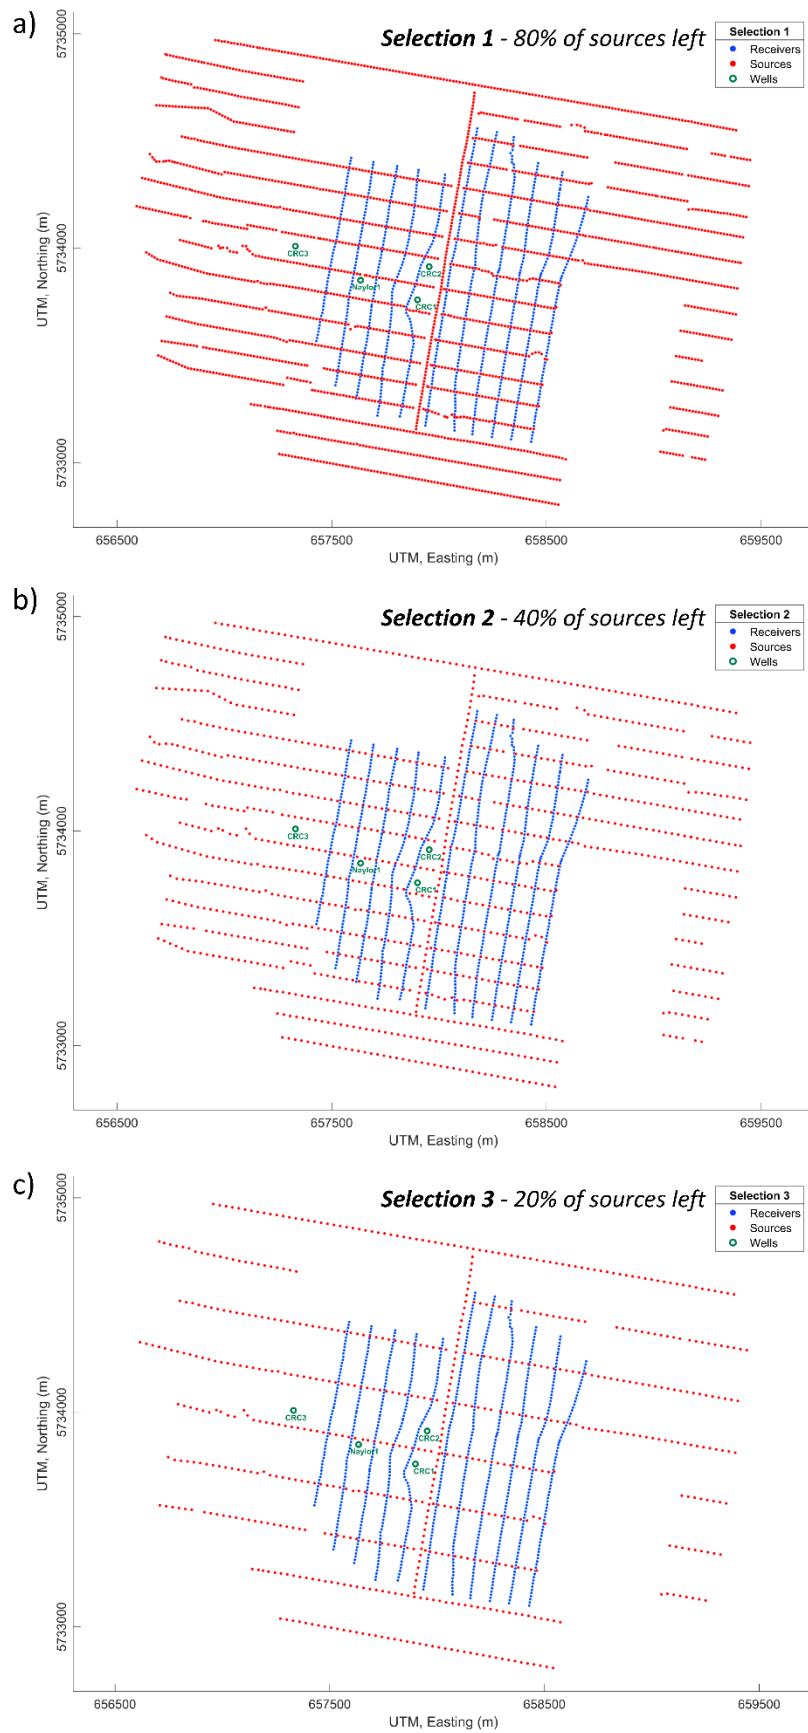 a)
Selection 1 - 80% of sources left
Selection 1
Receivers
Sources
Wells
5735000
5734000
5733000
UTM, Northing (m)
CRC3
Naylor1
CRC2
CRC1
656500
657500
658500
659500
UTM, Easting (m)
b)
Selection 2 - 40% of sources left
Selection 2
Receivers
Sources
Wells
5735000
5734000
5733000
UTM, Northing (m)
CRC3
Naylor1
CRC2
CRC1
656500
657500
658500
659500
UTM, Easting (m)
c)
Selection 3 - 20% of sources left
Selection 3
Receivers
Sources
Wells
5735000
5734000
5733000
UTM, Northing (m)
CRC3
Naylor1
CRC2
CRC1
656500
657500
658500
659500
UTM, Easting (m)